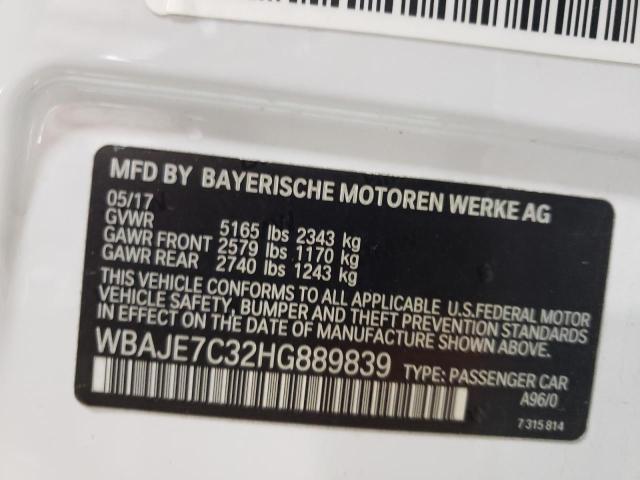 MFD BY BAYERISCHE MOTOREN WERKE AG
05/17
GVWR 5165 lbs 2343 kg
GAWR FRONT 2579 lbs 1170 kg
GAWR REAR 2740 lbs 1243 kg
THIS VEHICLE CONFORMS TO ALL APPLICABLE U.S.FEDERAL MOTOR
VEHICLE SAFETY, BUMPER AND THEFT PREVENTION STANDARDS
IN EFFECT ON THE DATE OF MANUFACTURE SHOWN ABOVE.
WBAJE7C32HG889839 TYPE: PASSENGER CAR
A96/0
7 315 814